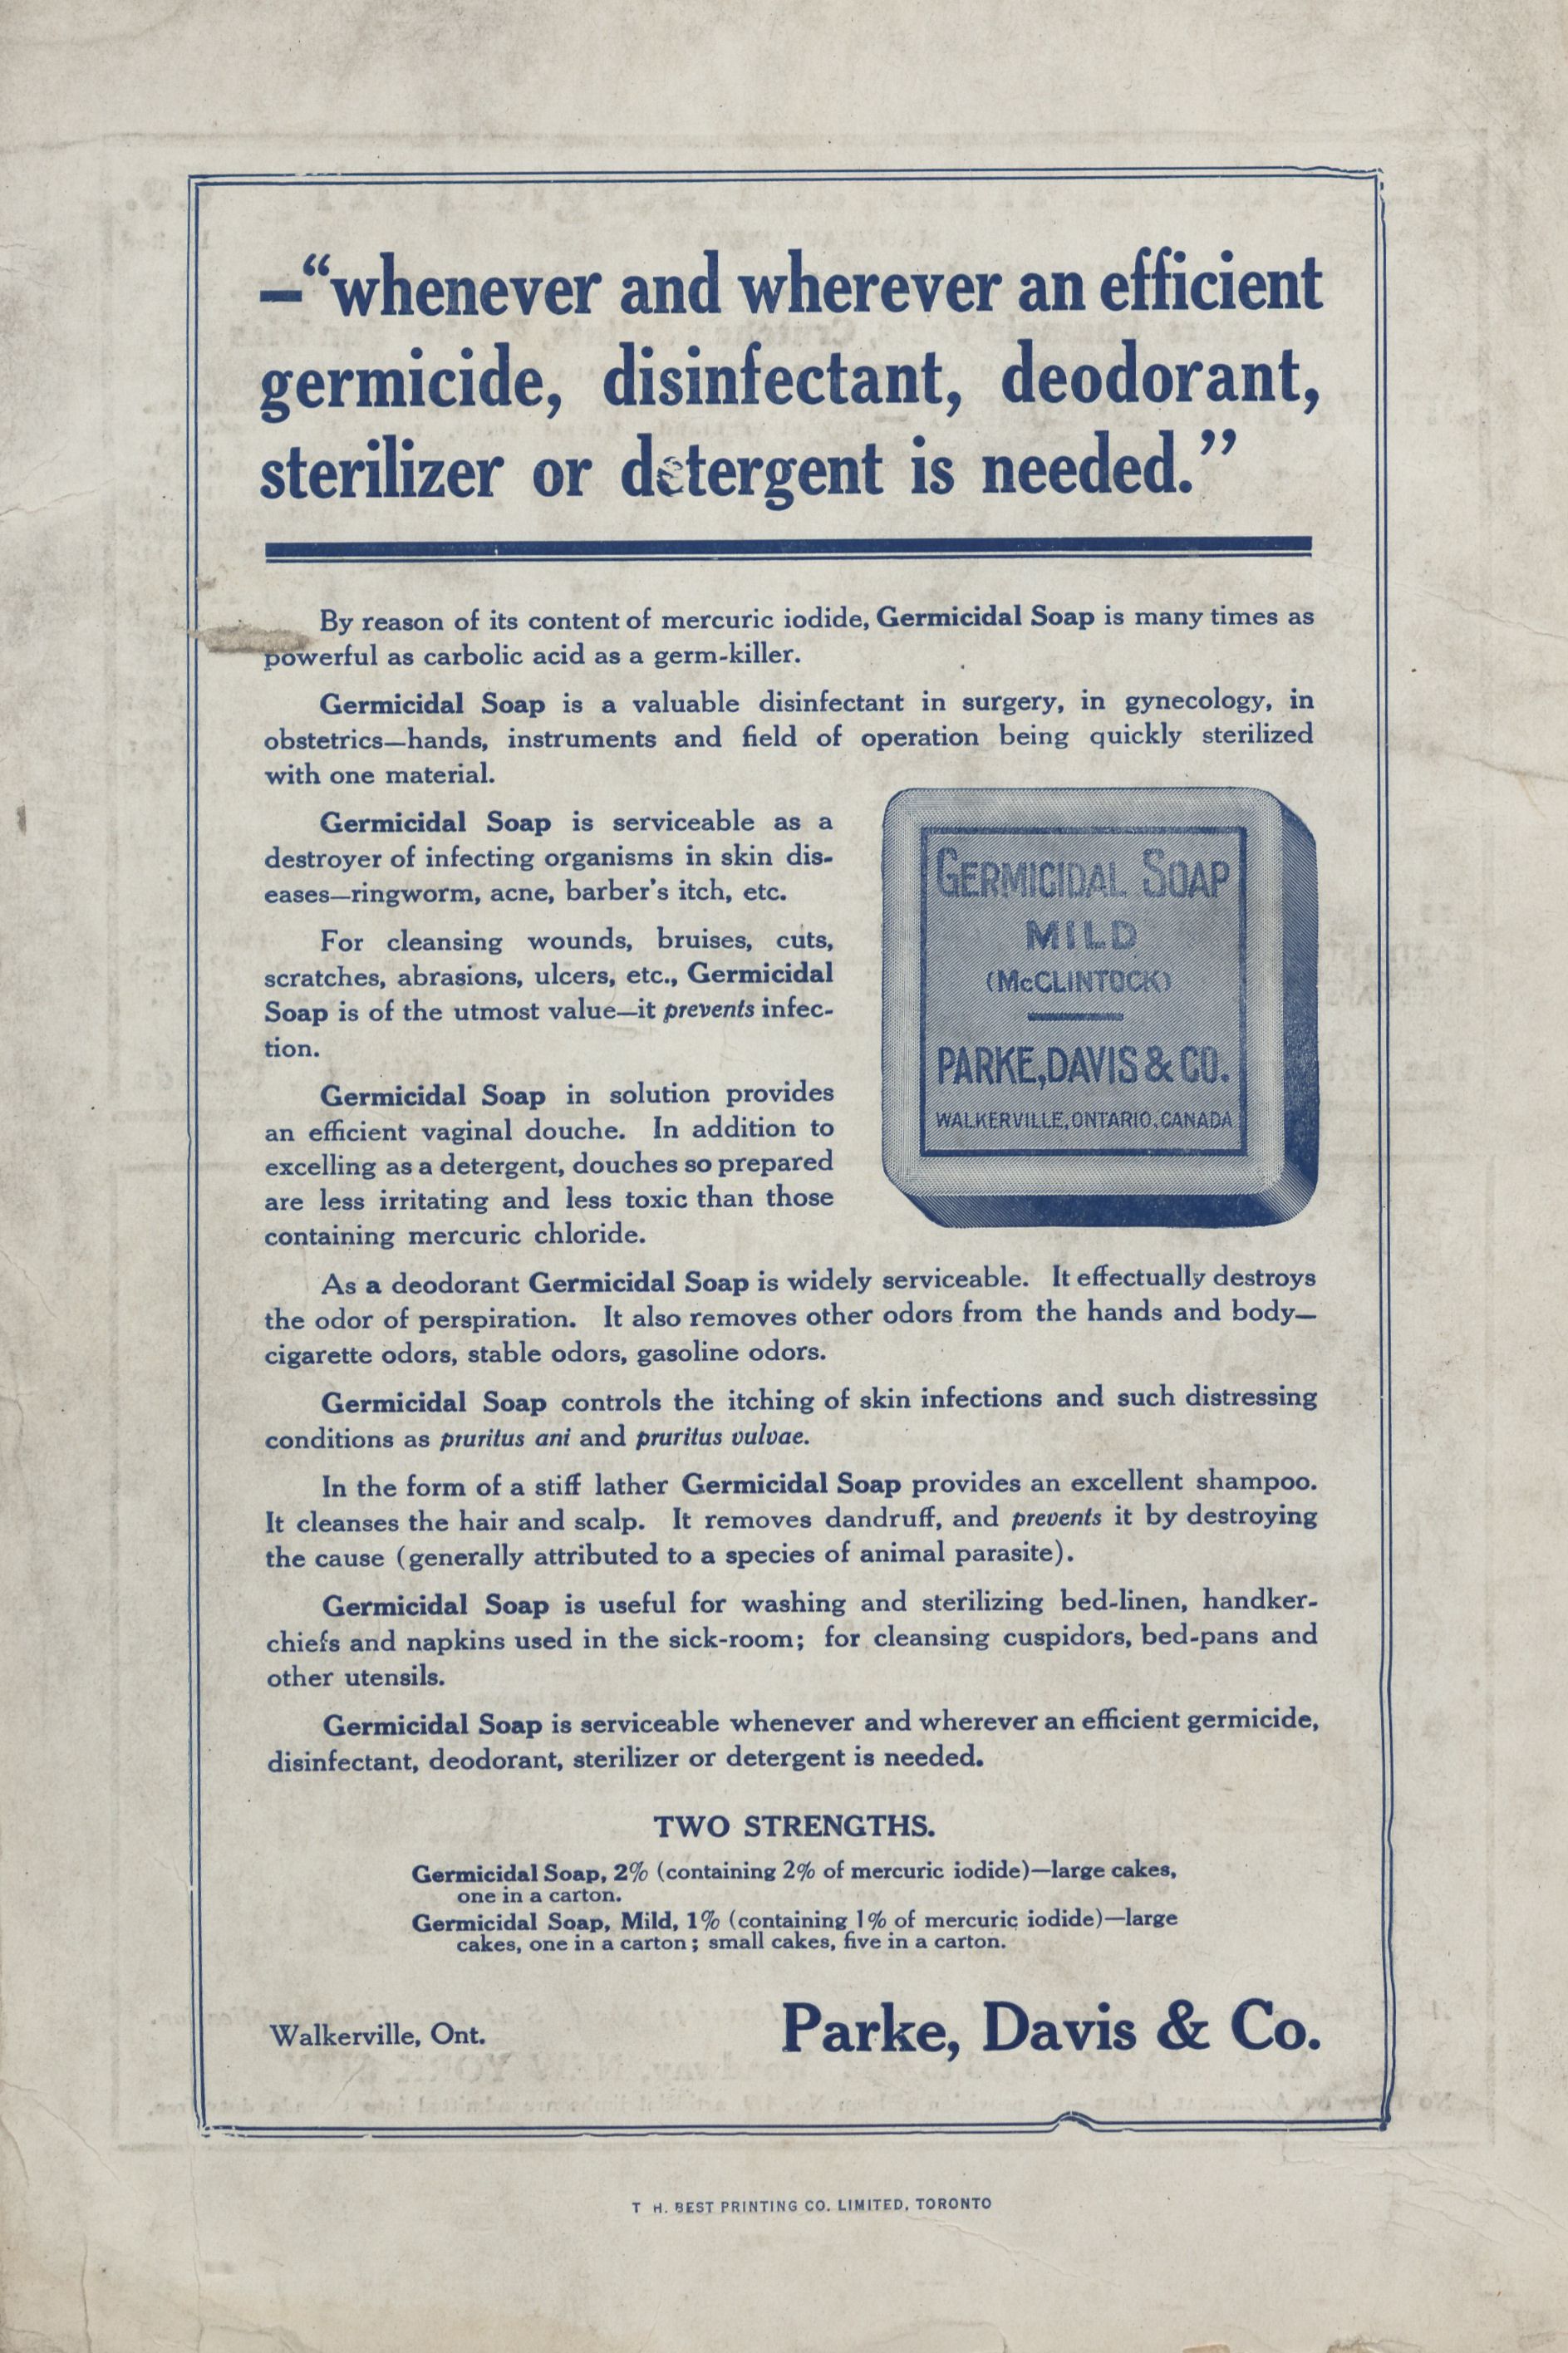 —“whenever and wherever an efficient
germicide, disinfectant, deodorant,
sterilizer or detergent is needed.”
By reason of its content of mercuric iodide, Germicidal Soap is many times as
powerful as carbolic acid as a germ-killer.
Germicidal Soap is a valuable disinfectant in surgery, in gynecology, in
obstetrics—hands, instruments and field of operation being quickly sterilized
with one material.
Germicidal Soap is serviceable as a
destroyer of infecting organisms in skin dis-
eases—ringworm, acne, barber's itch, etc.
For cleansing wounds, bruises, cuts,
scratches, abrasions, ulcers, etc., Germicidal
Soap is of the utmost value—it prevents infec-
tion.
Germicidal Soap in solution provides
an efficient vaginal douche. In addition to
excelling as a detergent, douches so prepared
are less irritating and less toxic than those
containing mercuric chloride.
GERMICIDAL SOAP
MILD
(McCLINTOCK)
PARKE, DAVIS & CO.
WALKERVILLE, ONTARIO, CANADA
As a deodorant Germicidal Soap is widely serviceable. It effectually destroys
the odor of perspiration. It also removes other odors from the hands and body—
cigarette odors, stable odors, gasoline odors.
Germicidal Soap controls the itching of skin infections and such distressing
conditions as pruritus ani and pruritus vulvae.
In the form of a stiff lather Germicidal Soap provides an excellent shampoo.
It cleanses the hair and scalp. It removes dandruff, and prevents it by destroying
the cause (generally attributed to a species of animal parasite).
Germicidal Soap is useful for washing and sterilizing bed-linen, handker-
chiefs and napkins used in the sick-room; for cleansing cuspidors, bed-pans and
other utensils.
Germicidal Soap is serviceable whenever and wherever an efficient germicide,
disinfectant, deodorant, sterilizer or detergent is needed.
TWO STRENGTHS.
Germicidal Soap, 2% (containing 2% of mercuric iodide)—large cakes,
one in a carton.
Germicidal Soap, Mild, 1% (containing 1% of mercuric iodide)—large
cakes, one in a carton; small cakes, five in a carton.
Walkerville, Ont.
Parke, Davis & Co.
T H. BEST PRINTING CO. LIMITED, TORONTO